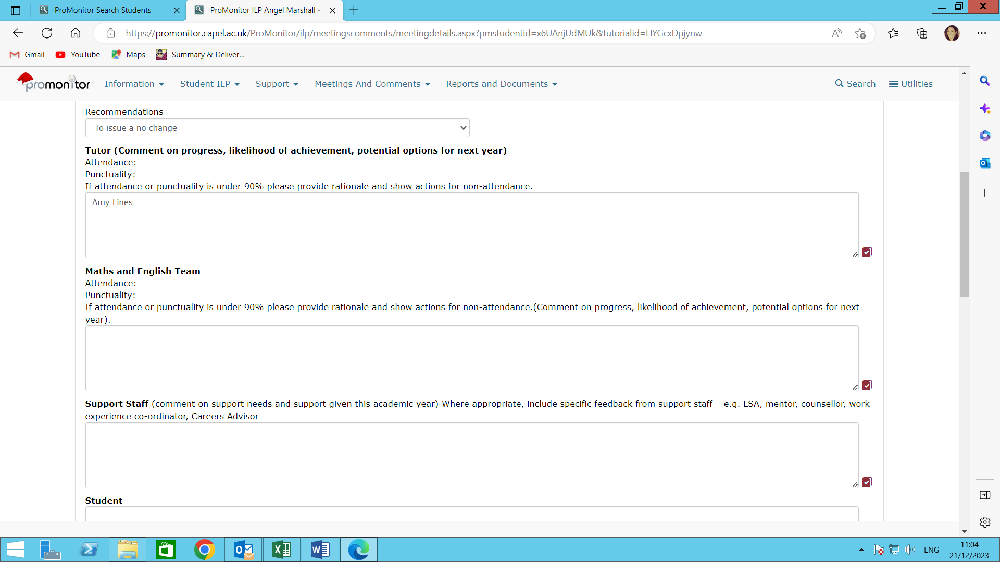 ProMonitor Search Students
ProMonitor ILP Angel Marshall -
https://promonitor.capel.ac.uk/ProMonitor/ilp/meetingscomments/meetingdetails.aspx?pmstudentid=x6UAnjUdMUk&tutorialid=HYGcxDpjynw
Gmail YouTube Maps Summary & Deliver...
promonitor Information Student ILP Support Meetings And Comments Reports and Documents Search Utilities
Recommendations
To issue a no change
Tutor (Comment on progress, likelihood of achievement, potential options for next year)
Attendance:
Punctuality:
If attendance or punctuality is under 90% please provide rationale and show actions for non-attendance.
Amy Lines
Maths and English Team
Attendance:
Punctuality:
If attendance or punctuality is under 90% please provide rationale and show actions for non-attendance.(Comment on progress, likelihood of achievement, potential options for next
year).
Support Staff (comment on support needs and support given this academic year) Where appropriate, include specific feedback from support staff – e.g. LSA, mentor, counsellor, work
experience co-ordinator, Careers Advisor
Student
ENG
11:04
21/12/2023